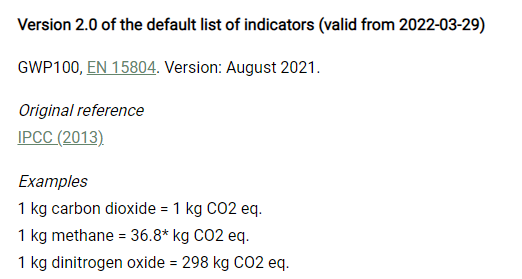 Version 2.0 of the default list of indicators (valid from 2022-03-29)
GWP100, EN 15804. Version: August 2021.
Original reference
IPCC (2013)
Examples
1 kg carbon dioxide = 1 kg CO2 eq.
1 kg methane = 36.8* kg CO2 eq.
1 kg dinitrogen oxide = 298 kg CO2 eq.